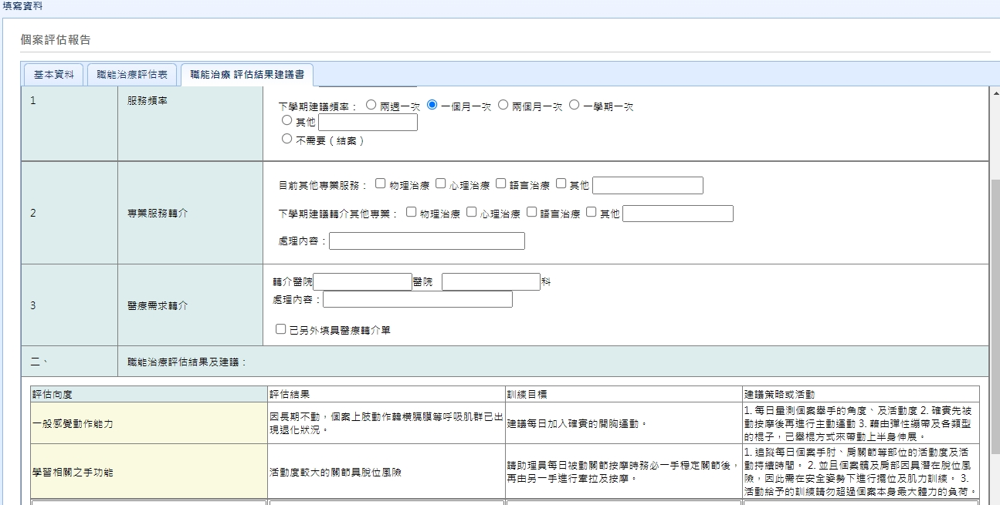 填寫資料
個案評估報告
基本資料 職能治療評估表 職能治療 評估結果建議書
1 服務頻率
下學期建議頻率： 兩週一次 一個月一次 兩個月一次 一學期一次
其他
不需要（結案）
2 專業服務轉介
目前其他專業服務： 物理治療 心理治療 語言治療 其他
下學期建議轉介其他專業： 物理治療 心理治療 語言治療 其他
處理內容：
3 醫療需求轉介
轉介醫院 醫院 科
處理內容：
已另外填具醫療轉介單
二、 職能治療評估結果及建議：
評估向度 評估結果 訓練目標 建議策略或活動
一般感覺動作能力
因長期不動，個案上肢動作韓橫膈膜等呼吸肌群已出
現退化狀況。
建議每日加入確實的開胸運動。
1. 每日量測個案舉手的角度、及活動度 2. 確實先被
動按摩後再進行主動運動 3. 藉由彈性繃帶及各類型
的棍子，已舉棍方式來帶動上半身伸展。
學習相關之手功能
活動度較大的關節具脫位風險
請助理員每日被動關節按摩時務必一手穩定關節後，
再由另一手進行牽拉及按摩。
1. 追蹤每日個案手肘、肩關節等部位的活動度及活
動持續時間。 2. 並且個案髖及肩部因具潛在脫位風
險，因此需在安全姿勢下進行擺位及肌力訓練。 3.
活動給予的訓練請勿超過個案本身最大體力的負荷。